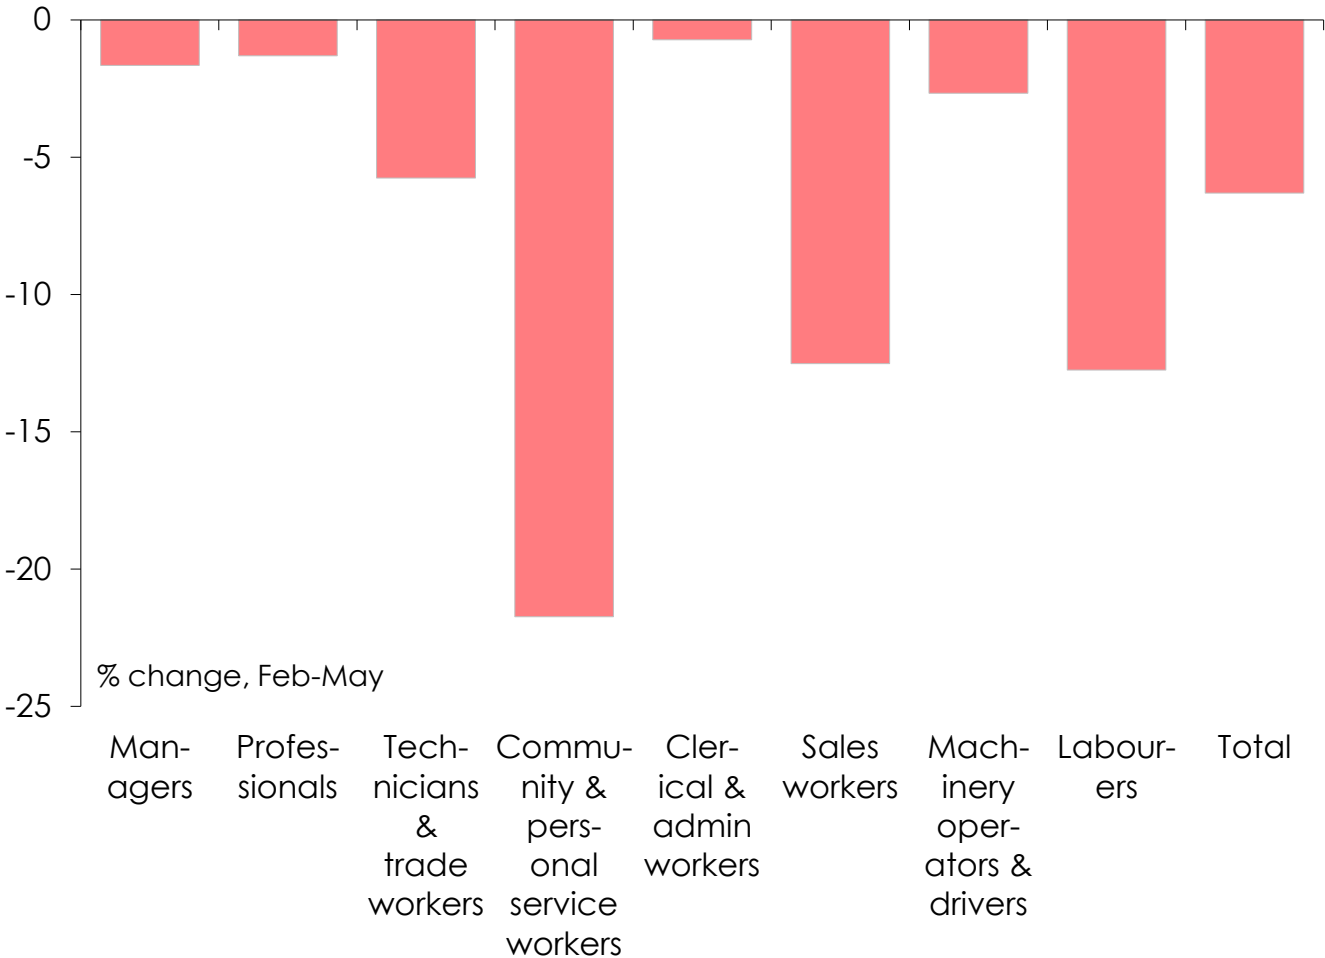 0
-5
-10
-15
-20
-25
% change, Feb-May
Man-
agers
Profes-
sionals
Tech-
nicians
&
trade
workers
Commu-
nity &
pers-
onal
service
workers
Cler-
ical &
admin
workers
Sales
workers
Mach-
inery
oper-
ators &
drivers
Labour-
ers
Total